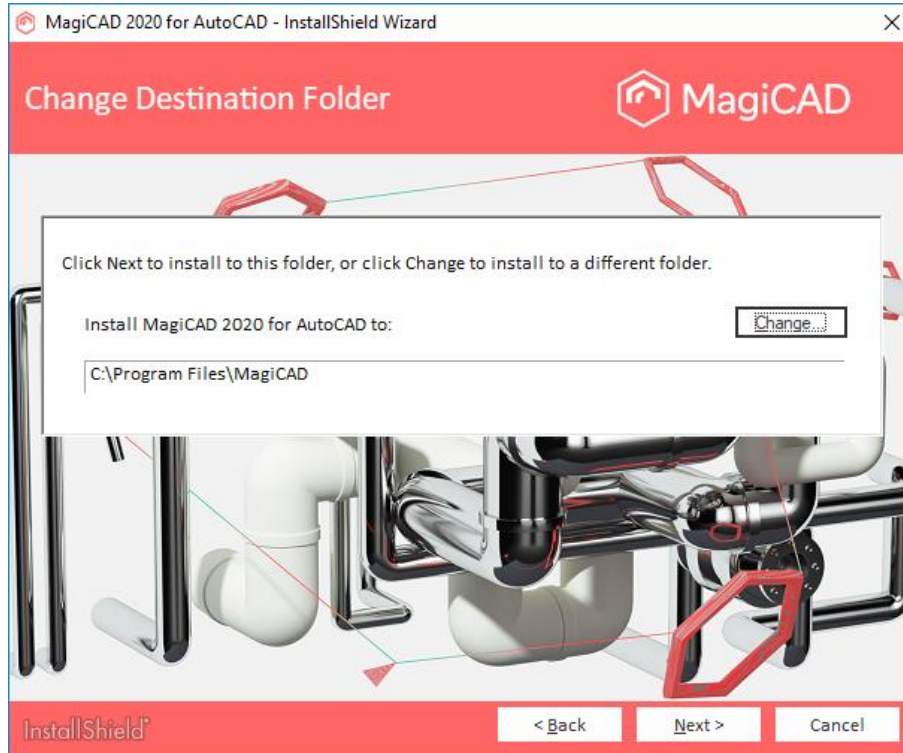 MagiCAD 2020 for AutoCAD - InstallShield Wizard
Change Destination Folder
MagiCAD
Click Next to install to this folder, or click Change to install to a different folder.
Install MagiCAD 2020 for AutoCAD to:
Change...
C:\Program Files\MagiCAD
InstallShield
< Back
Next >
Cancel